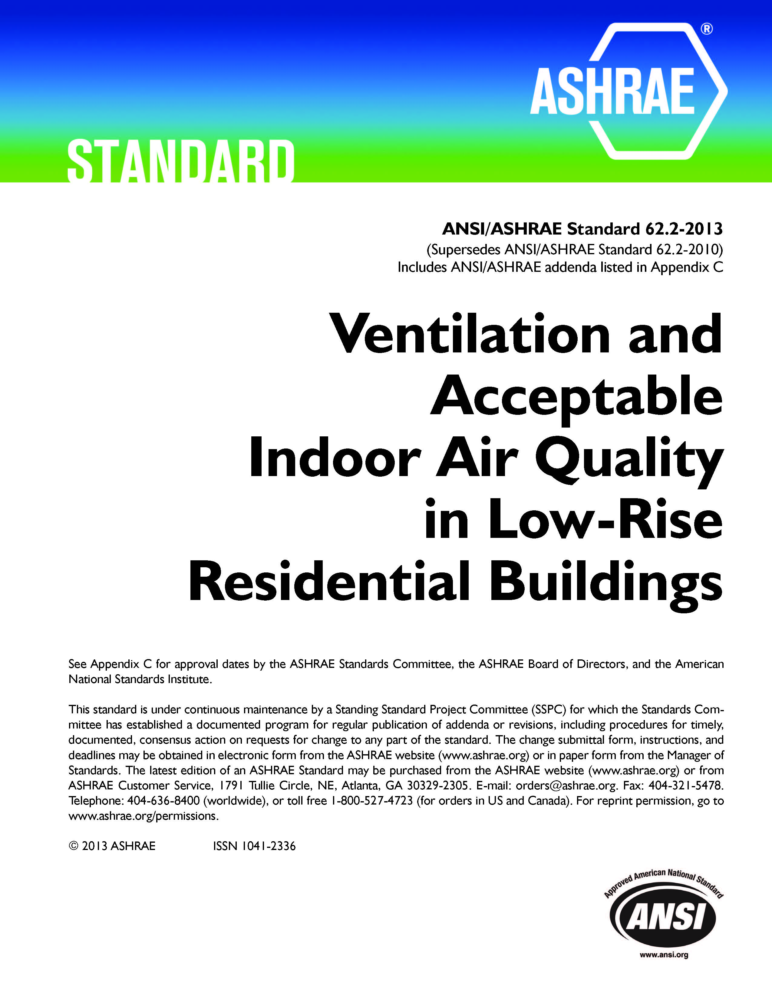 ASHRAE®
STANDARD
ANSI/ASHRAE Standard 62.2-2013
(Supersedes ANSI/ASHRAE Standard 62.2-2010)
Includes ANSI/ASHRAE addenda listed in Appendix C
Ventilation and
Acceptable
Indoor Air Quality
in Low-Rise
Residential Buildings
See Appendix C for approval dates by the ASHRAE Standards Committee, the ASHRAE Board of Directors, and the American
National Standards Institute.
This standard is under continuous maintenance by a Standing Standard Project Committee (SSPC) for which the Standards Com-
mittee has established a documented program for regular publication of addenda or revisions, including procedures for timely,
documented, consensus action on requests for change to any part of the standard. The change submittal form, instructions, and
deadlines may be obtained in electronic form from the ASHRAE website (www.ashrae.org) or in paper form from the Manager of
Standards. The latest edition of an ASHRAE Standard may be purchased from the ASHRAE website (www.ashrae.org) or from
ASHRAE Customer Service, 1791 Tullie Circle, NE, Atlanta, GA 30329-2305. E-mail: orders@ashrae.org. Fax: 404-321-5478.
Telephone: 404-636-8400 (worldwide), or toll free 1-800-527-4723 (for orders in US and Canada). For reprint permission, go to
www.ashrae.org/permissions.
© 2013 ASHRAE ISSN 1041-2336
Approved American National Standard
ANSI
www.ansi.org